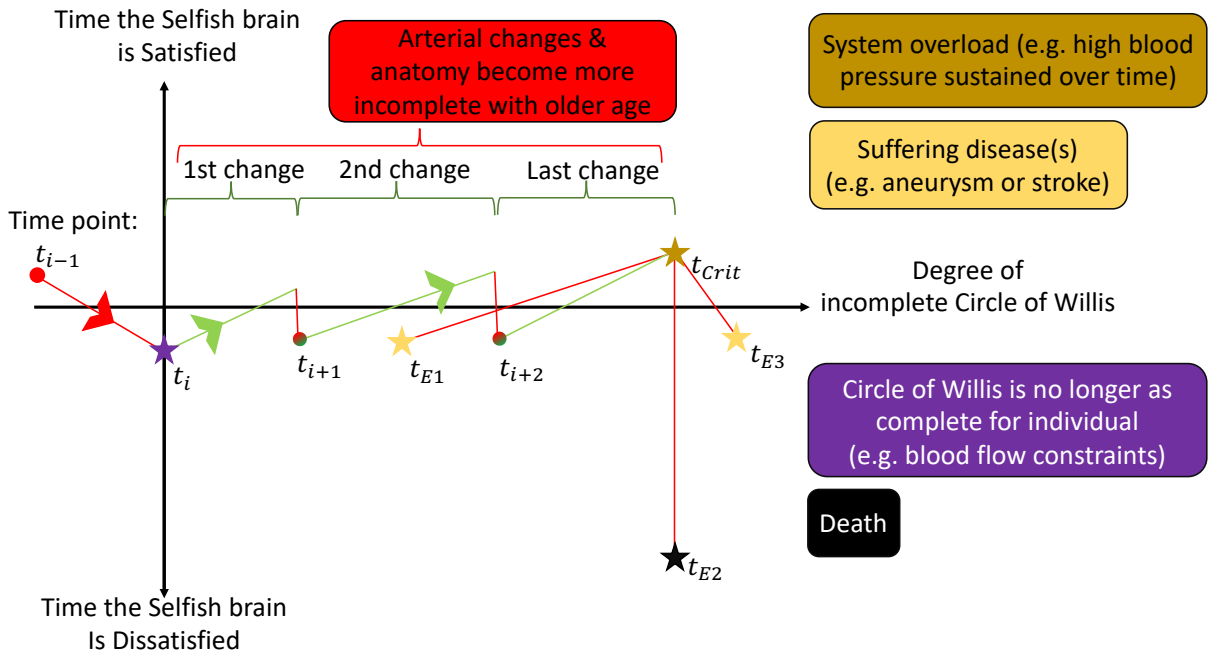 Time the Selfish brain
is Satisfied
Arterial changes &
anatomy become more
incomplete with older age
System overload (e.g. high blood
pressure sustained over time)
Suffering disease(s)
(e.g. aneurysm or stroke)
1st change
2nd change
Last change
Time point:
t_{i−1}
t_i
t_{i+1}
t_{E1}
t_{i+2}
t_{Crit}
t_{E3}
Degree of
incomplete Circle of Willis
Circle of Willis is no longer as
complete for individual
(e.g. blood flow constraints)
Death
t_{E2}
Time the Selfish brain
Is Dissatisfied